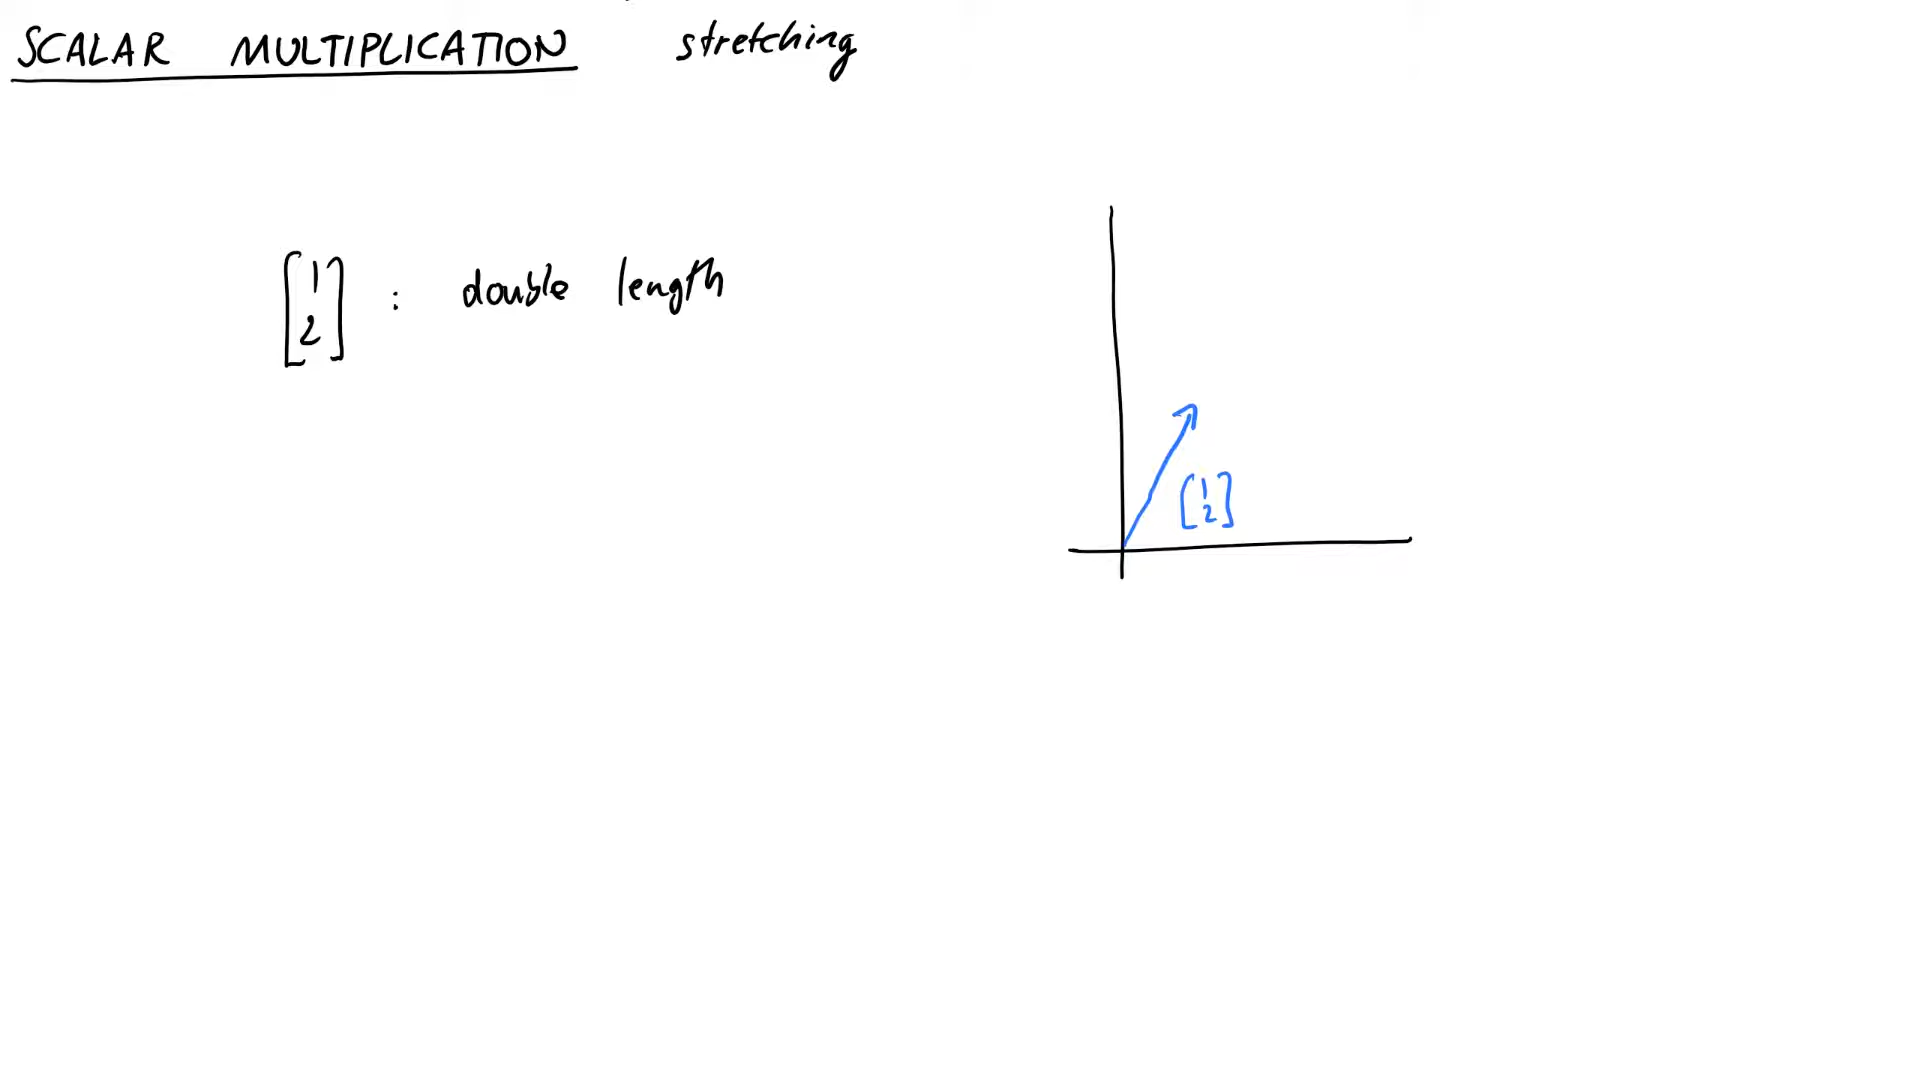 SCALAR MULTIPLICATION stretching
[1 2] : double length
[1 2]